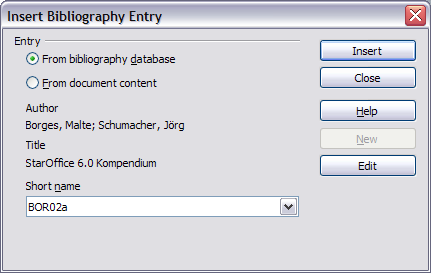 Insert Bibliography Entry
Entry
From bibliography database
From document content
Author
Borges, Malte; Schumacher, Jörg
Title
StarOffice 6.0 Kompendium
Short name
BOR02a
Insert
Close
Help
New
Edit